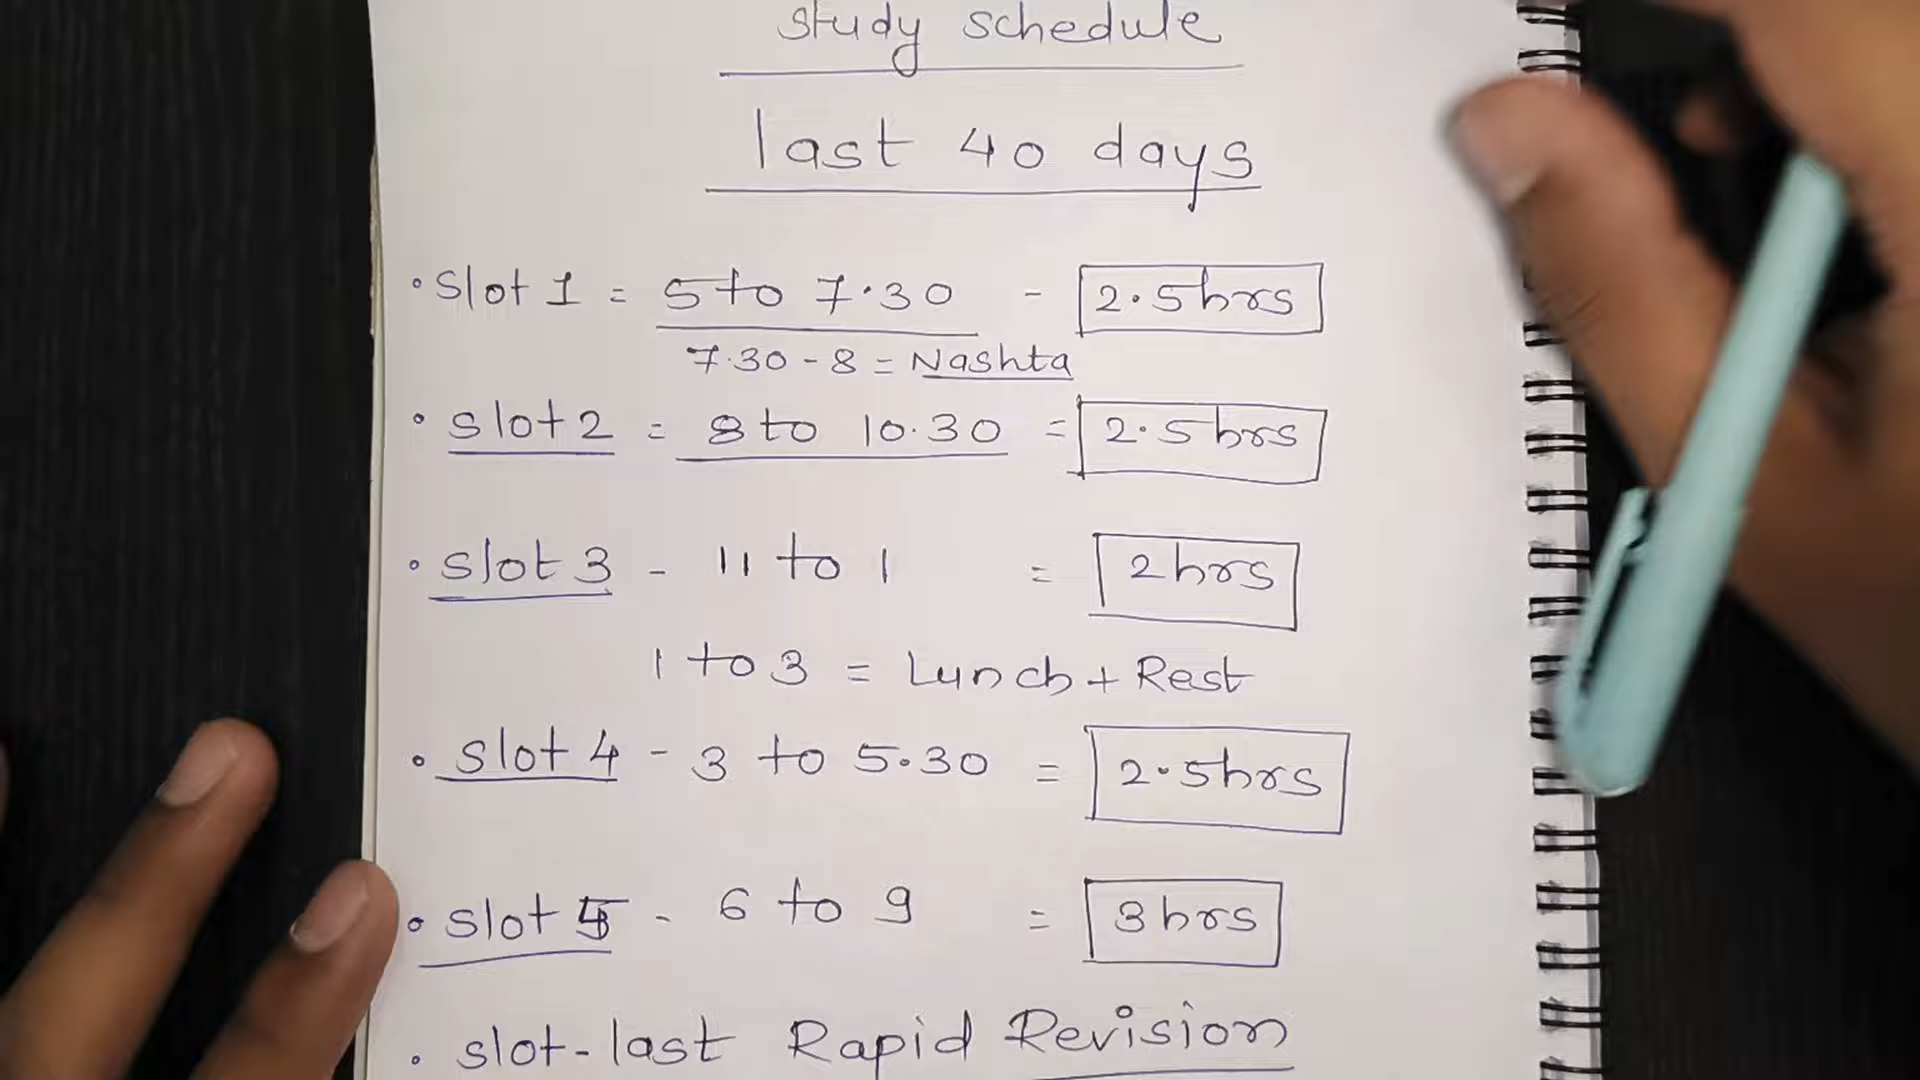 study schedule
last 40 days
• Slot 1 = 5 to 7.30 - 2.5hrs
7.30 - 8 = Nashta
• slot 2 = 8 to 10.30 = 2.5hrs
• slot 3 - 11 to 1 = 2hrs
1 to 3 = Lunch + Rest
• slot 4 - 3 to 5.30 = 2.5hrs
• slot 5 - 6 to 9 = 3hrs
• slot-last Rapid Revision